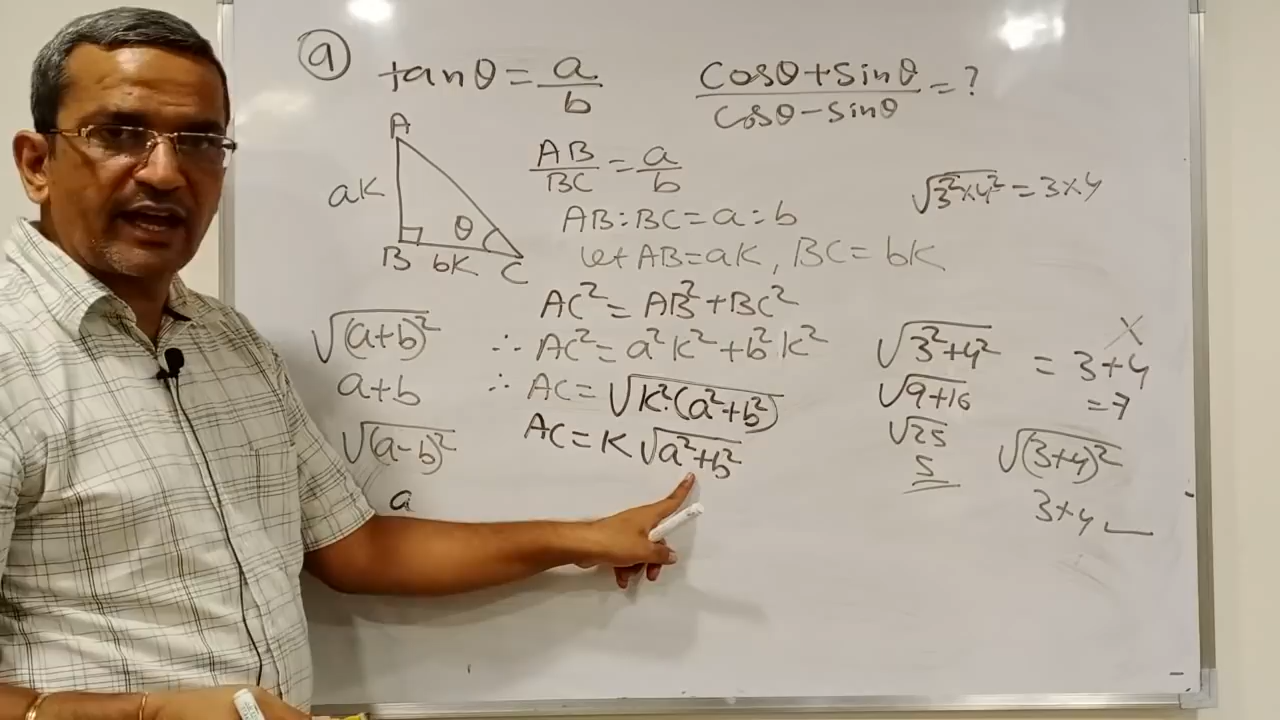 9 tanθ = a/b (cosθ+sinθ)/(cosθ-sinθ) = ?
A
aK
θ
B bK C
AB/BC = a/b
AB:BC = a:b
Let AB=aK, BC=bK
√3²×4² = 3×4
AC² = AB²+BC²
∴ AC² = a²K²+b²K²
∴ AC = √K²·(a²+b²)
AC = K√a²+b²
√(a+b)²
a+b
√(a-b)²
a
√3²+4² = 3+4 X
√9+16 = 7
√25
5
√(3+4)²
3+4